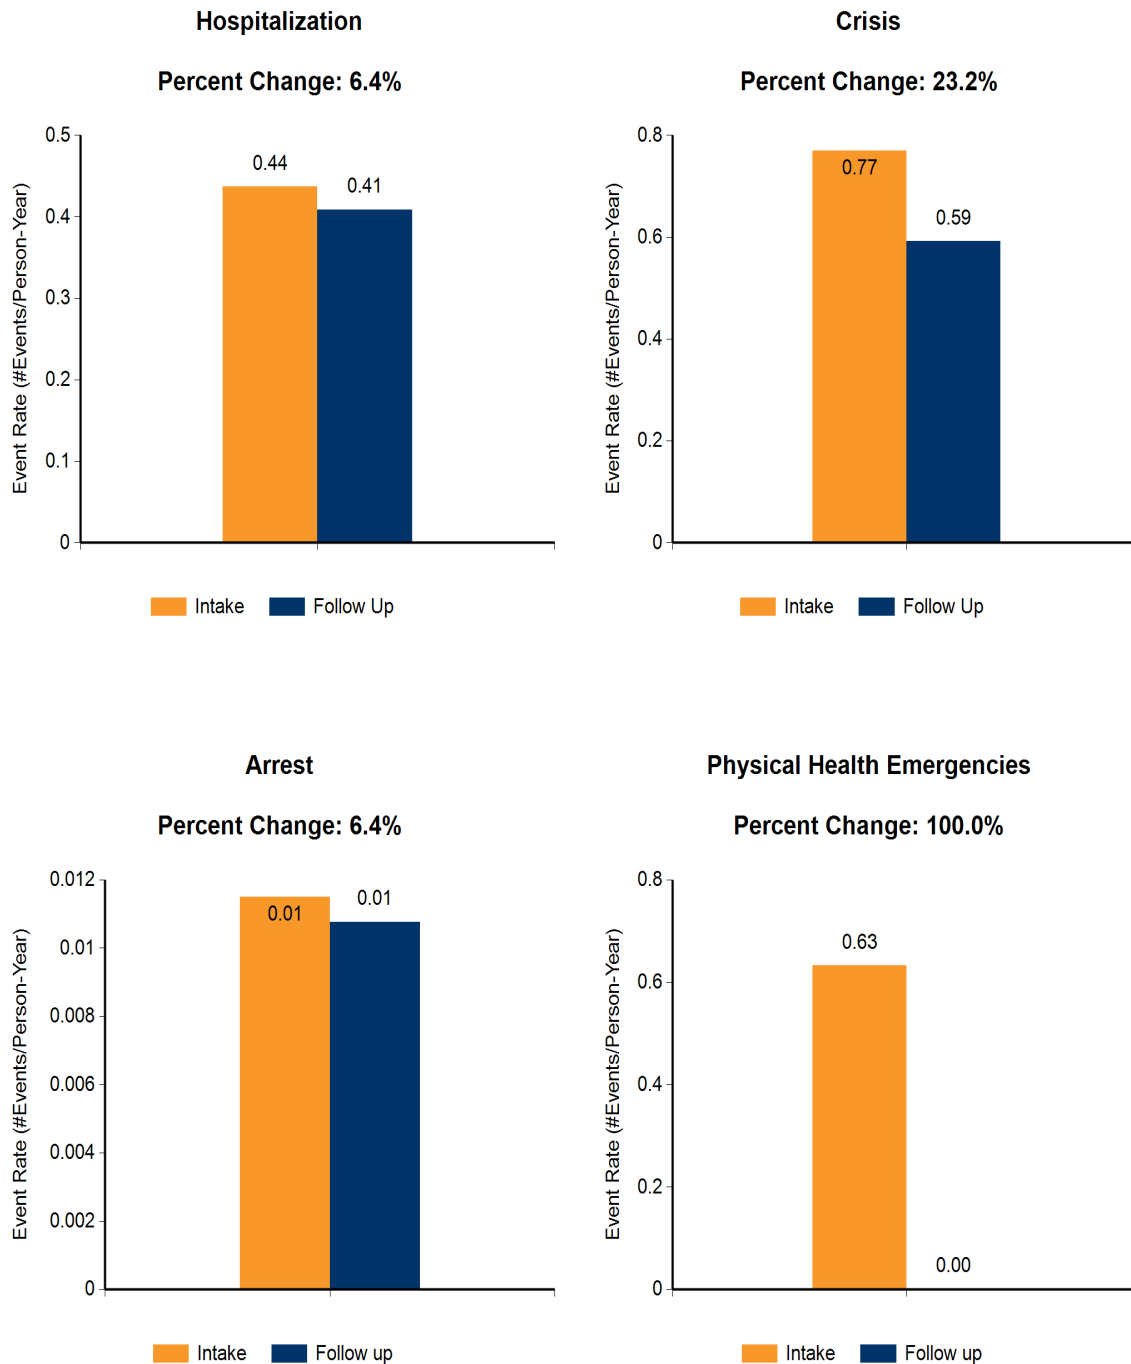 Hospitalization
Percent Change: 6.4%
Event Rate (#Events/Person-Year)
0.5
0.4
0.3
0.2
0.1
0
0.44
0.41
Intake
Follow Up
Crisis
Percent Change: 23.2%
Event Rate (#Events/Person-Year)
0.8
0.6
0.4
0.2
0
0.77
0.59
Intake
Follow Up
Arrest
Percent Change: 6.4%
Event Rate (#Events/Person-Year)
0.012
0.01
0.008
0.006
0.004
0.002
0
0.01
0.01
Intake
Follow up
Physical Health Emergencies
Percent Change: 100.0%
Event Rate (#Events/Person-Year)
0.8
0.6
0.4
0.2
0
0.63
0.00
Intake
Follow up